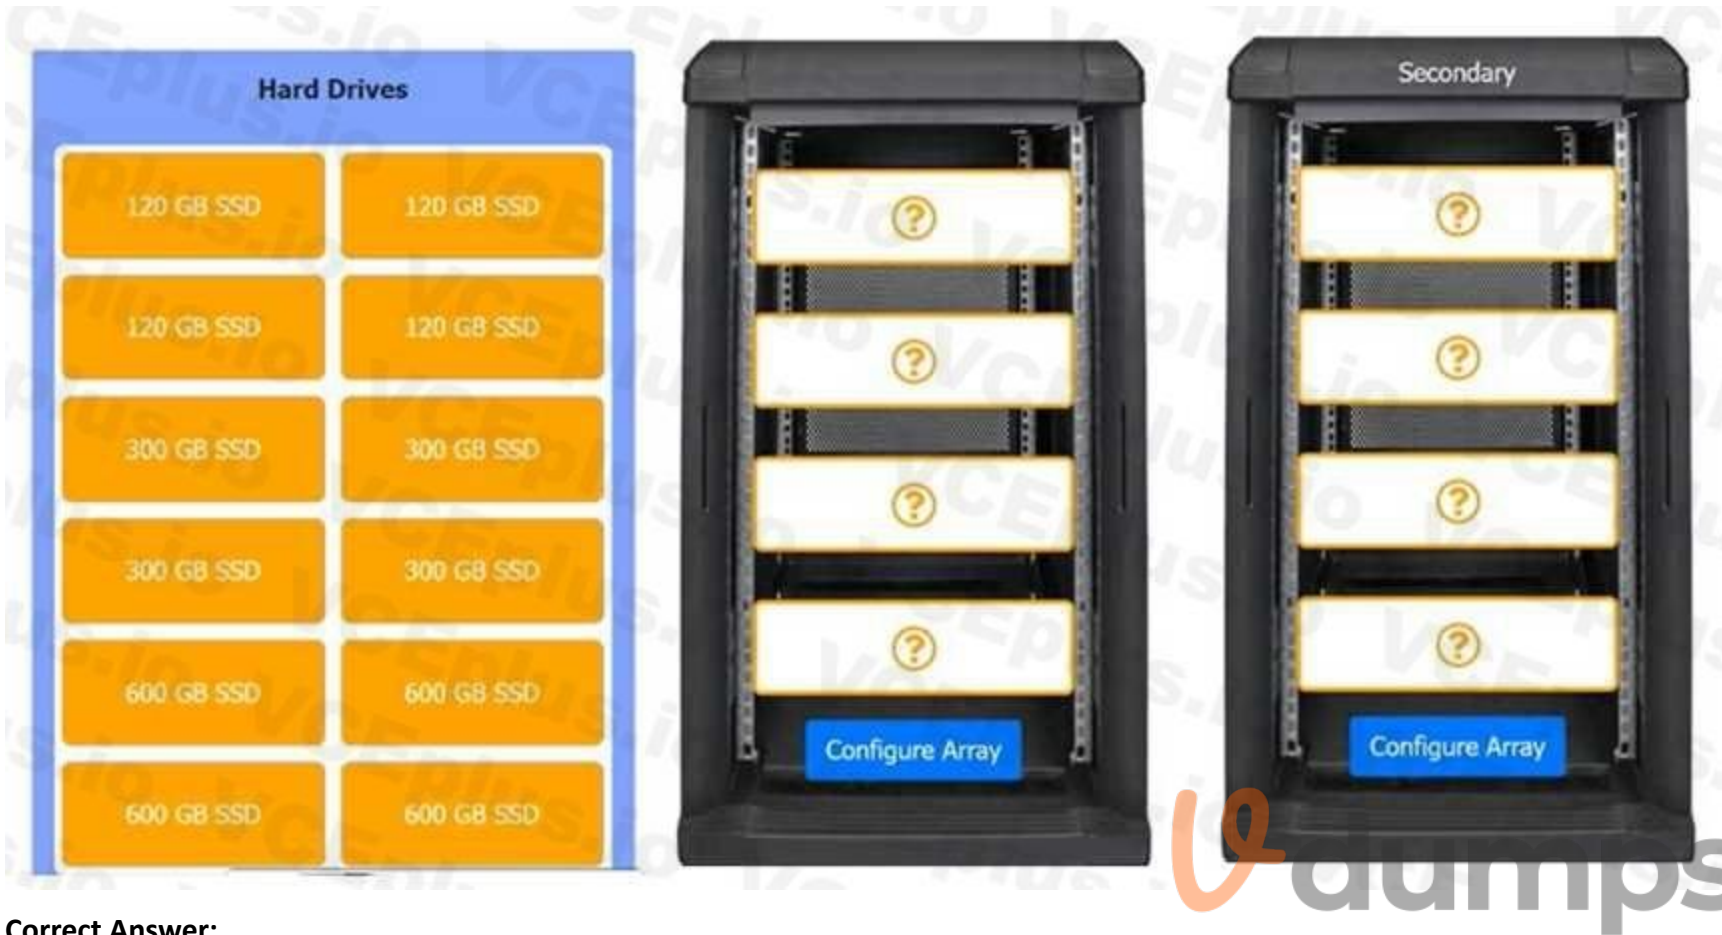 Hard Drives
120 GB SSD
120 GB SSD
120 GB SSD
120 GB SSD
300 GB SSD
300 GB SSD
300 GB SSD
300 GB SSD
600 GB SSD
600 GB SSD
600 GB SSD
600 GB SSD
?
?
?
?
Configure Array
Secondary
?
?
?
?
Configure Array
VCEplus.io
dumps
Correct Answer: